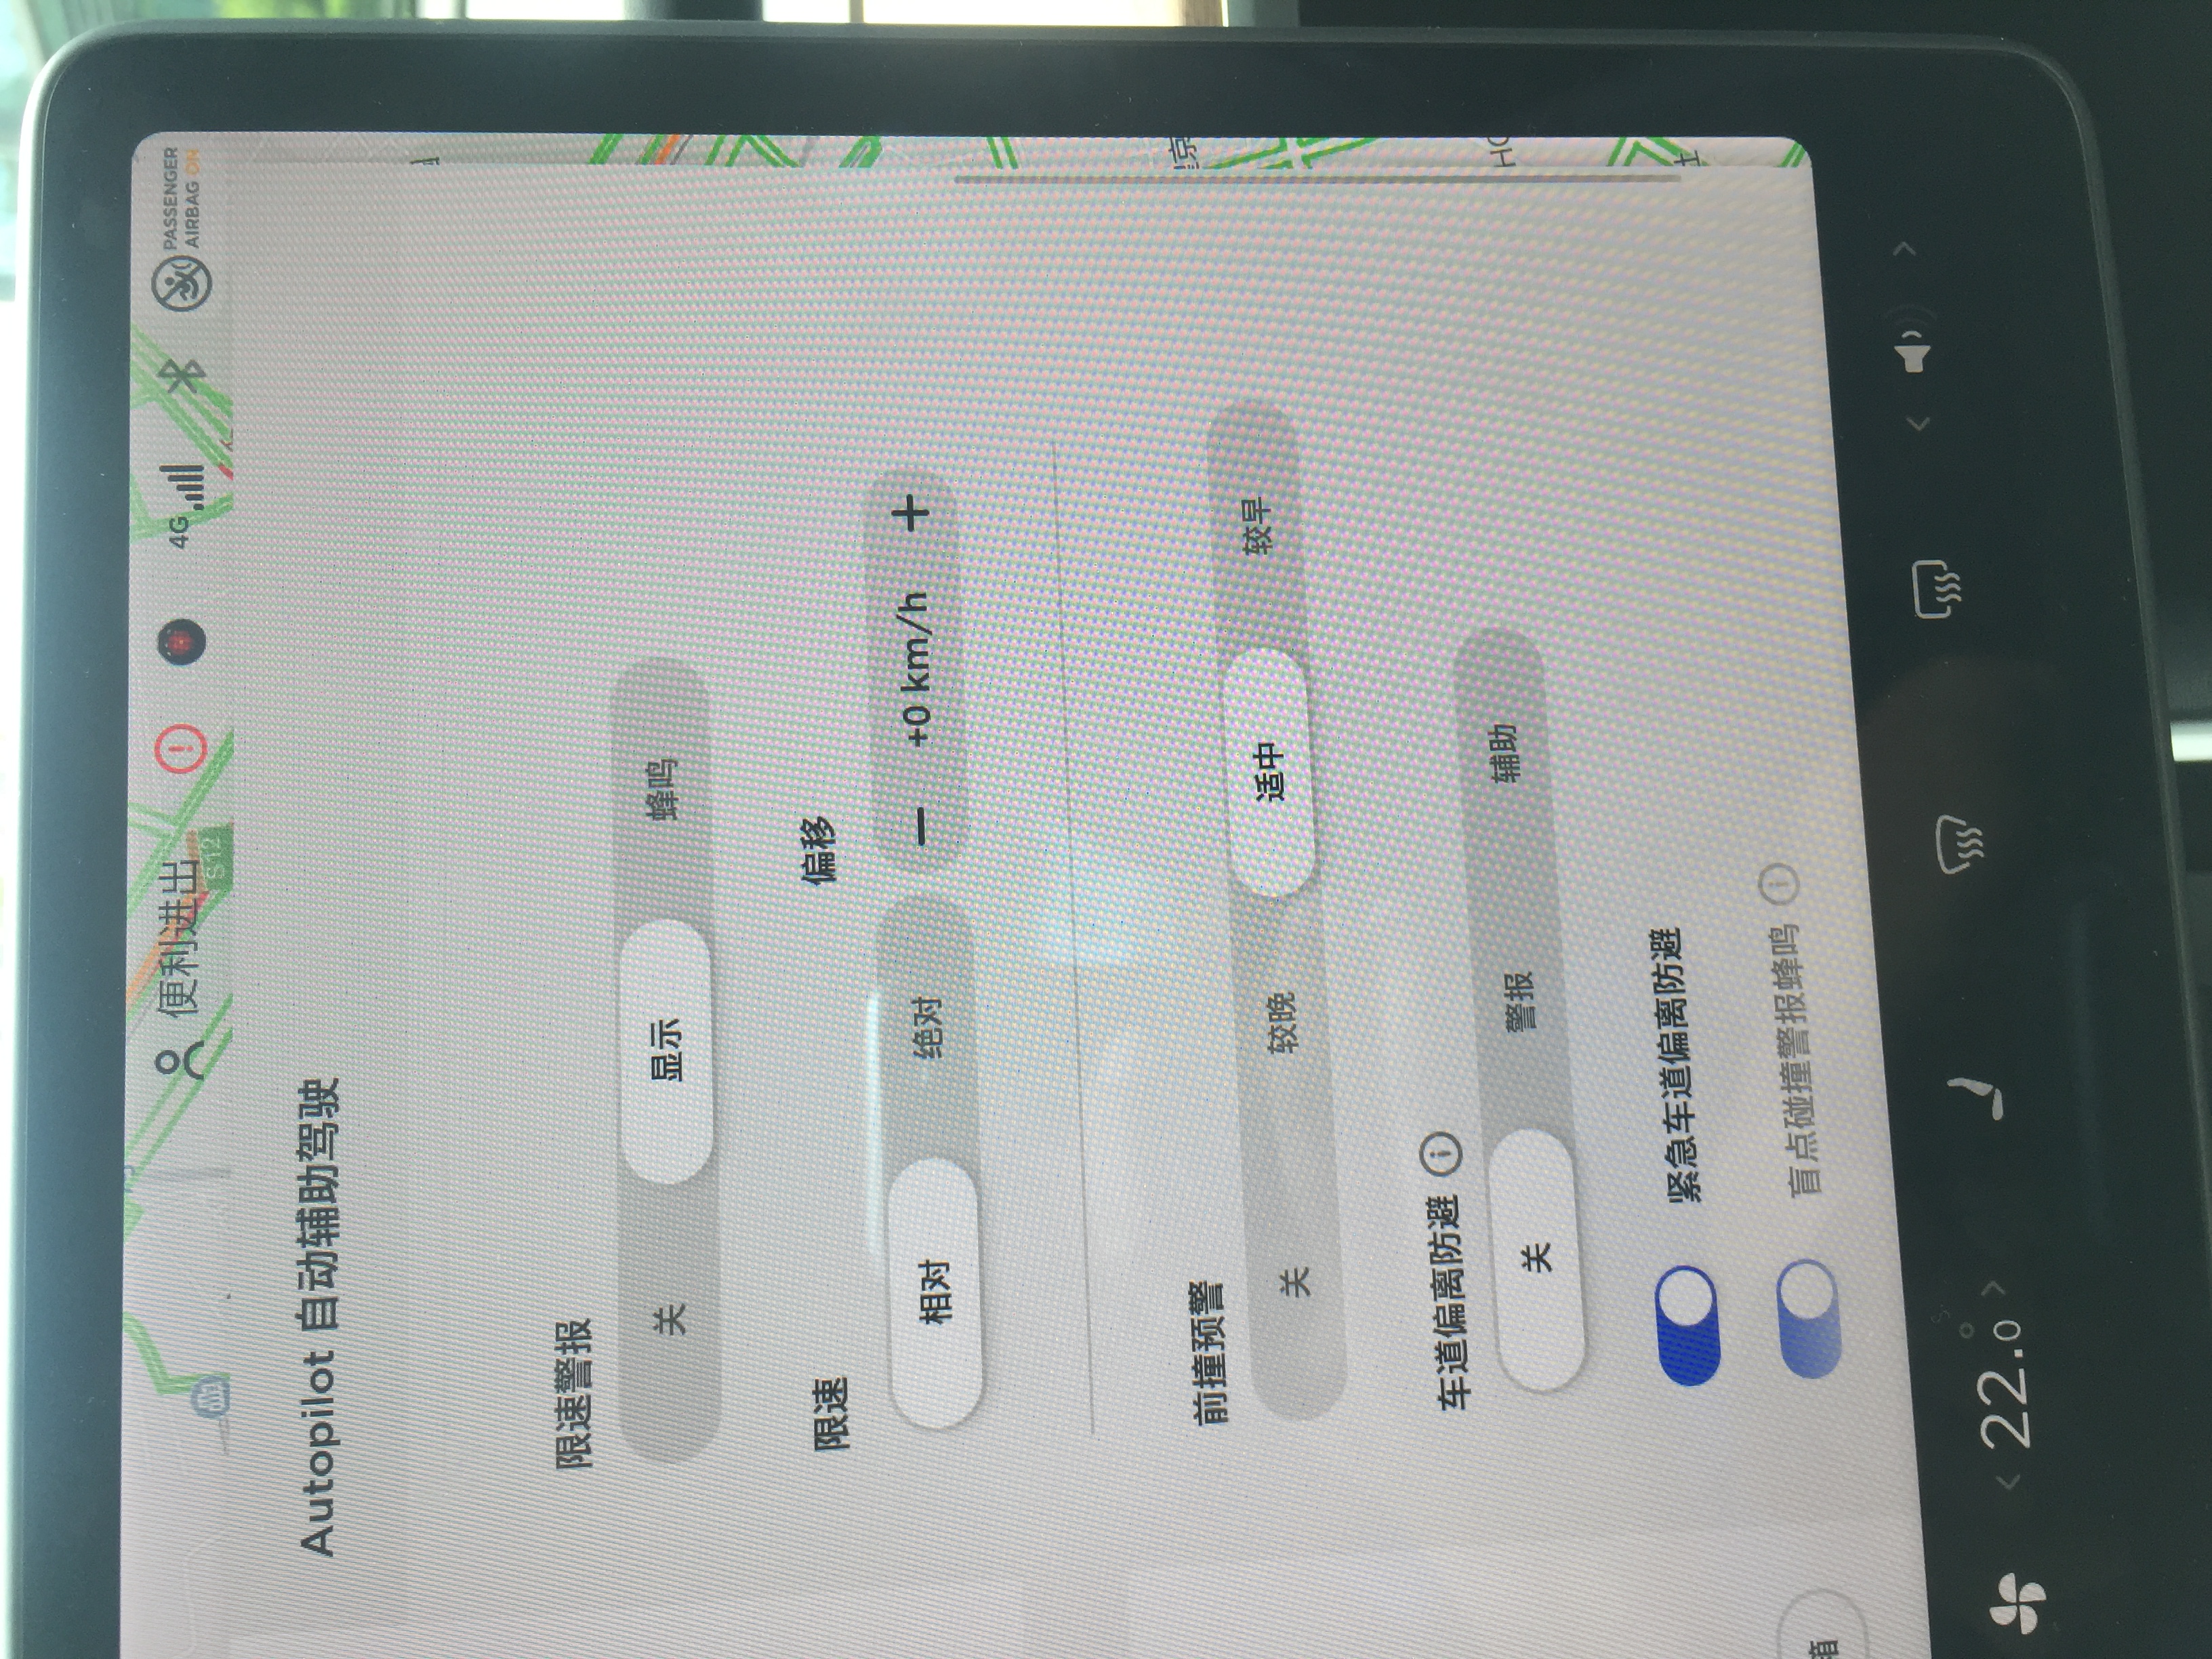 便利进出
4G
PASSENGER
AIRBAG ON
S12
Autopilot 自动辅助驾驶
限速警报
关 显示 蜂鸣
限速 偏移
相对 绝对 − +0 km/h +
前撞预警
关 较晚 适中 较早
车道偏离防避
关 警报 辅助
紧急车道偏离防避
盲点碰撞警报蜂鸣
箱
京
22.0